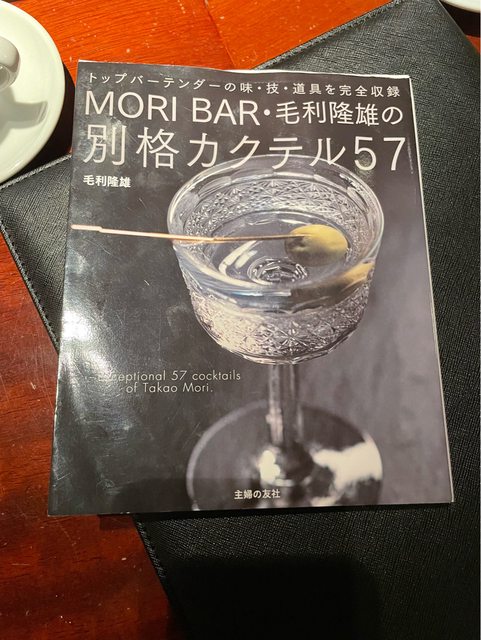 トップバーテンダーの味・技・道具を完全収録
MORI BAR・毛利隆雄の
別格カクテル57
毛利隆雄
exceptional 57 cocktails
of Takao Mori.
主婦の友社